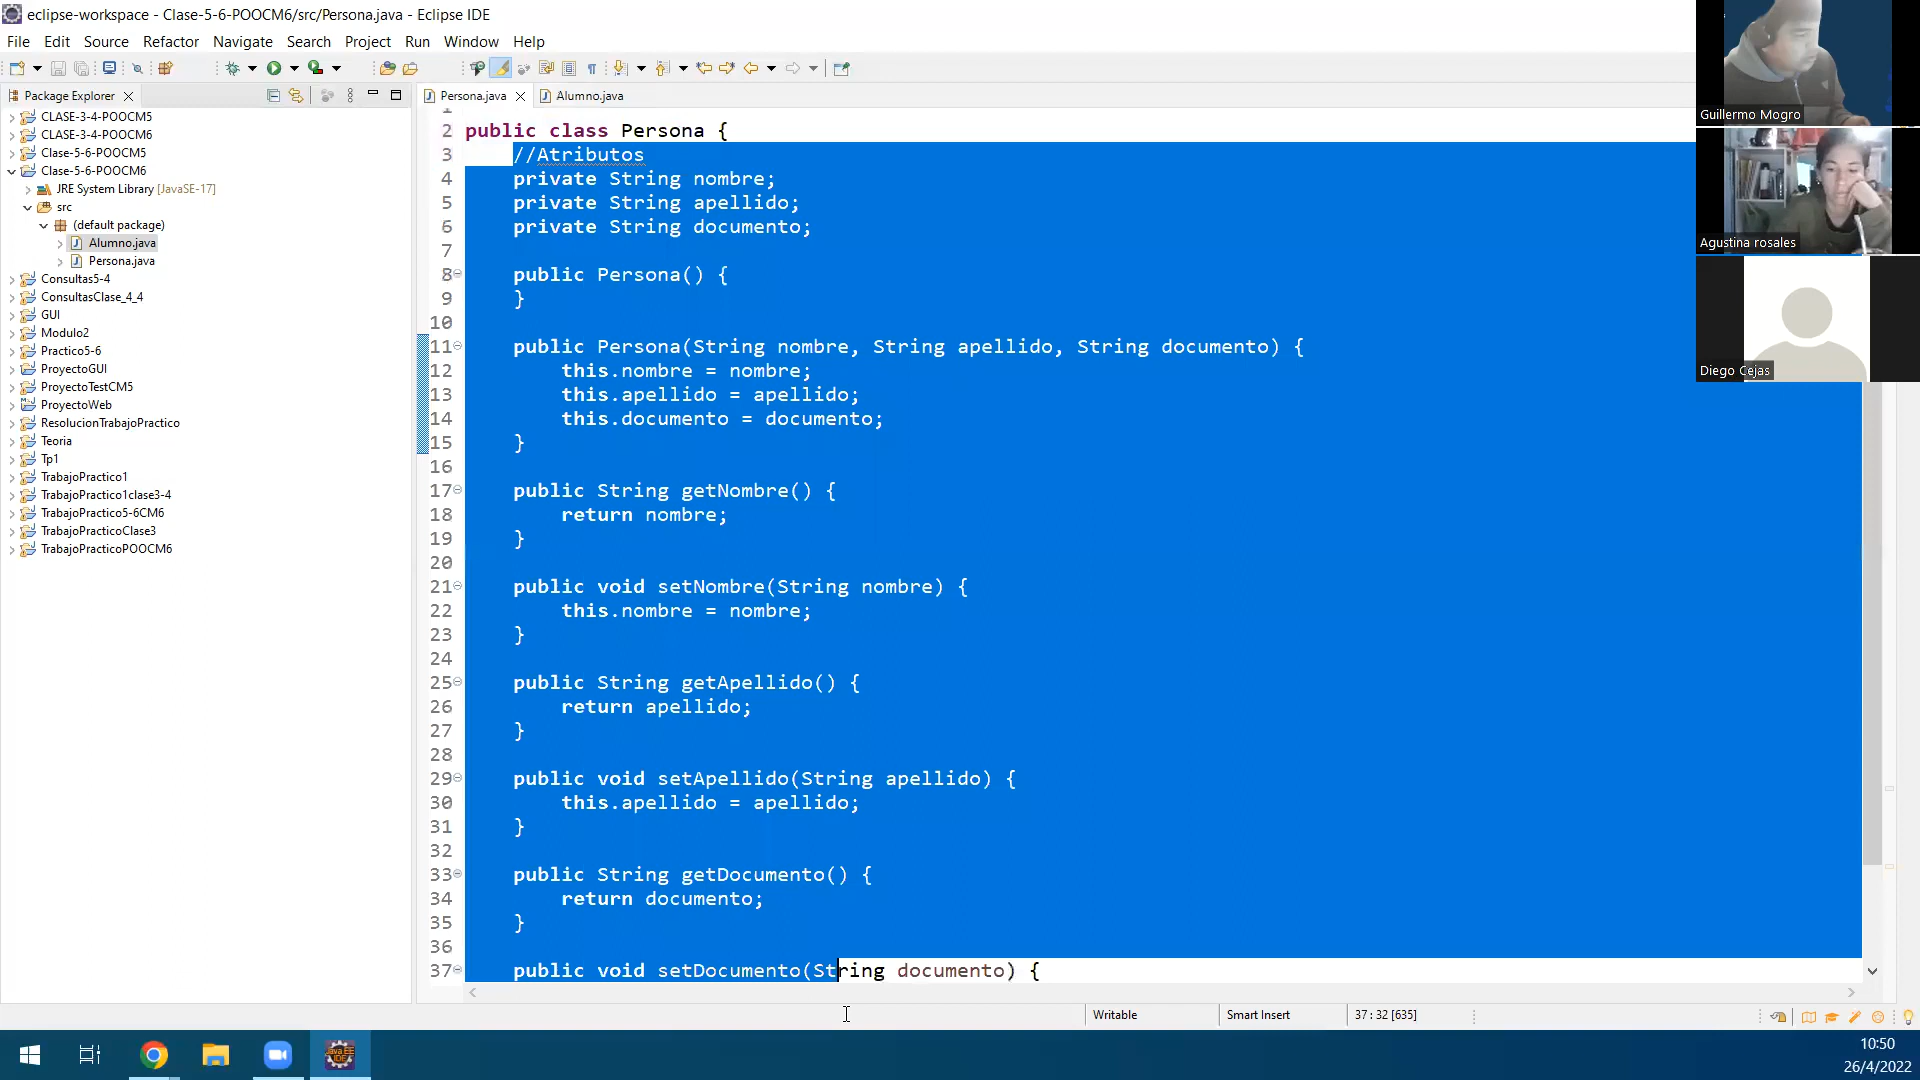 eclipse-workspace - Clase-5-6-POOCM6/src/Persona.java - Eclipse IDE
File Edit Source Refactor Navigate Search Project Run Window Help
Package Explorer
Persona.java
Alumno.java
CLASE-3-4-POOCM5
CLASE-3-4-POOCM6
Clase-5-6-POOCM5
Clase-5-6-POOCM6
JRE System Library [JavaSE-17]
src
(default package)
Alumno.java
Persona.java
Consultas5-4
ConsultasClase_4_4
GUI
Modulo2
Practico5-6
ProyectoGUI
ProyectoTestCM5
ProyectoWeb
ResolucionTrabajoPractico
Teoria
Tp1
TrabajoPractico1
TrabajoPractico1clase3-4
TrabajoPractico5-6CM6
TrabajoPracticoClase3
TrabajoPracticoPOOCM6
2 public class Persona {
3 //Atributos
4 private String nombre;
5 private String apellido;
6 private String documento;
7
8 public Persona() {
9 }
10
11 public Persona(String nombre, String apellido, String documento) {
12 this.nombre = nombre;
13 this.apellido = apellido;
14 this.documento = documento;
15 }
16
17 public String getNombre() {
18 return nombre;
19 }
20
21 public void setNombre(String nombre) {
22 this.nombre = nombre;
23 }
24
25 public String getApellido() {
26 return apellido;
27 }
28
29 public void setApellido(String apellido) {
30 this.apellido = apellido;
31 }
32
33 public String getDocumento() {
34 return documento;
35 }
36
37 public void setDocumento(String documento) {
Guillermo Mogro
Agustina rosales
Diego Cejas
Writable
Smart Insert
37 : 32 [635]
Java EE
IDE
10:50
26/4/2022